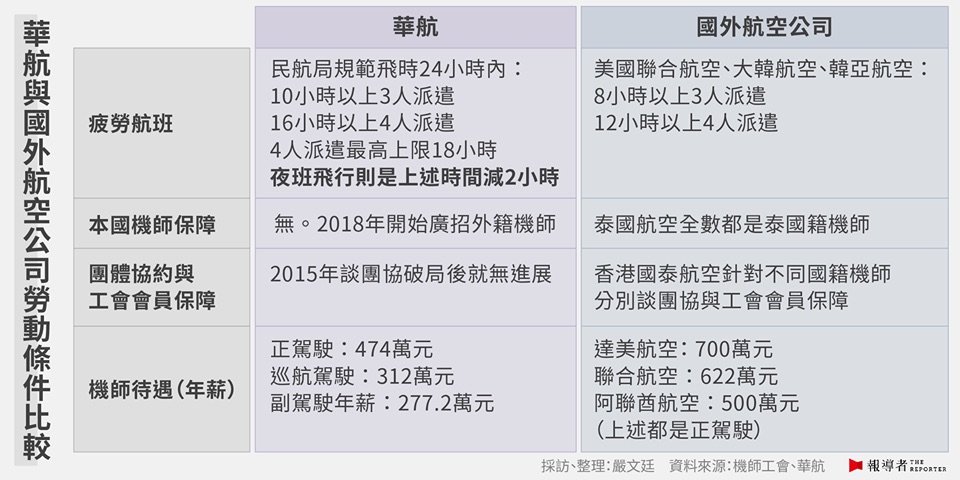 華航與國外航空公司勞動條件比較
華航
國外航空公司
疲勞航班
民航局規範飛時24小時內：
10小時以上3人派遣
16小時以上4人派遣
4人派遣最高上限18小時
夜班飛行則是上述時間減2小時
美國聯合航空、大韓航空、韓亞航空：
8小時以上3人派遣
12小時以上4人派遣
本國機師保障
無。2018年開始廣招外籍機師
泰國航空全數都是泰國籍機師
團體協約與
工會會員保障
2015年談團協破局後就無進展
香港國泰航空針對不同國籍機師
分別談團協與工會會員保障
機師待遇（年薪）
正駕駛：474萬元
巡航駕駛：312萬元
副駕駛年薪：277.2萬元
達美航空：700萬元
聯合航空：622萬元
阿聯酋航空：500萬元
（上述都是正駕駛）
採訪、整理：嚴文廷　資料來源：機師工會、華航
報導者 THE REPORTER